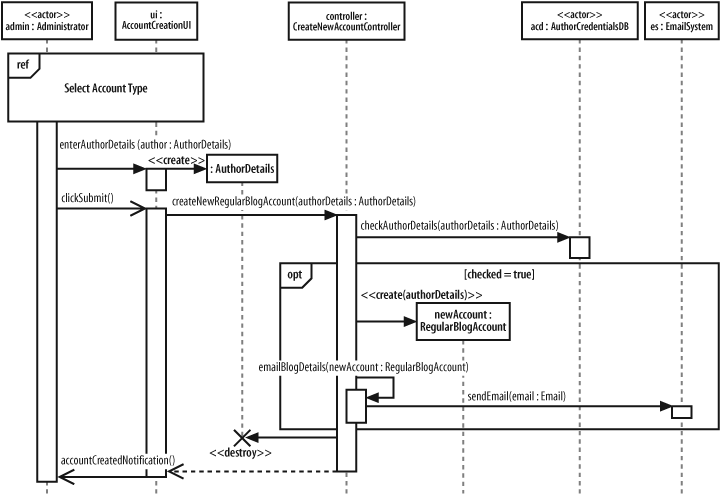 <<actor>>
admin : Administrator
ui :
AccountCreationUI
controller :
CreateNewAccountController
<<actor>>
acd : AuthorCredentialsDB
<<actor>>
es : EmailSystem
ref
Select Account Type
enterAuthorDetails (author : AuthorDetails)
<<create>>
: AuthorDetails
clickSubmit()
createNewRegularBlogAccount(authorDetails : AuthorDetails)
checkAuthorDetails(authorDetails : AuthorDetails)
opt
[checked = true]
<<create(authorDetails)>>
newAccount :
RegularBlogAccount
emailBlogDetails(newAccount : RegularBlogAccount)
sendEmail(email : Email)
<<destroy>>
accountCreatedNotification()